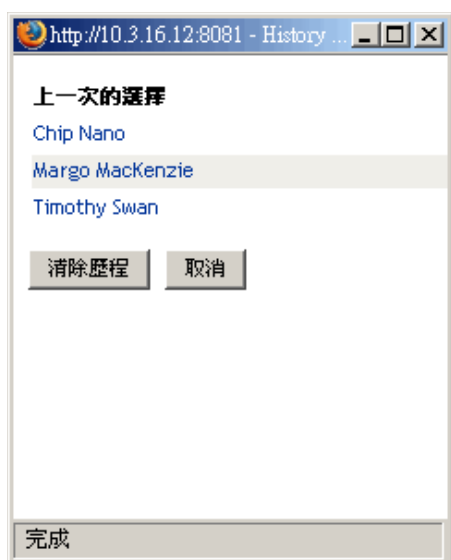 http://10.3.16.12:8081 - History ...
上一次的選擇
Chip Nano
Margo MacKenzie
Timothy Swan
清除歷程 取消
完成